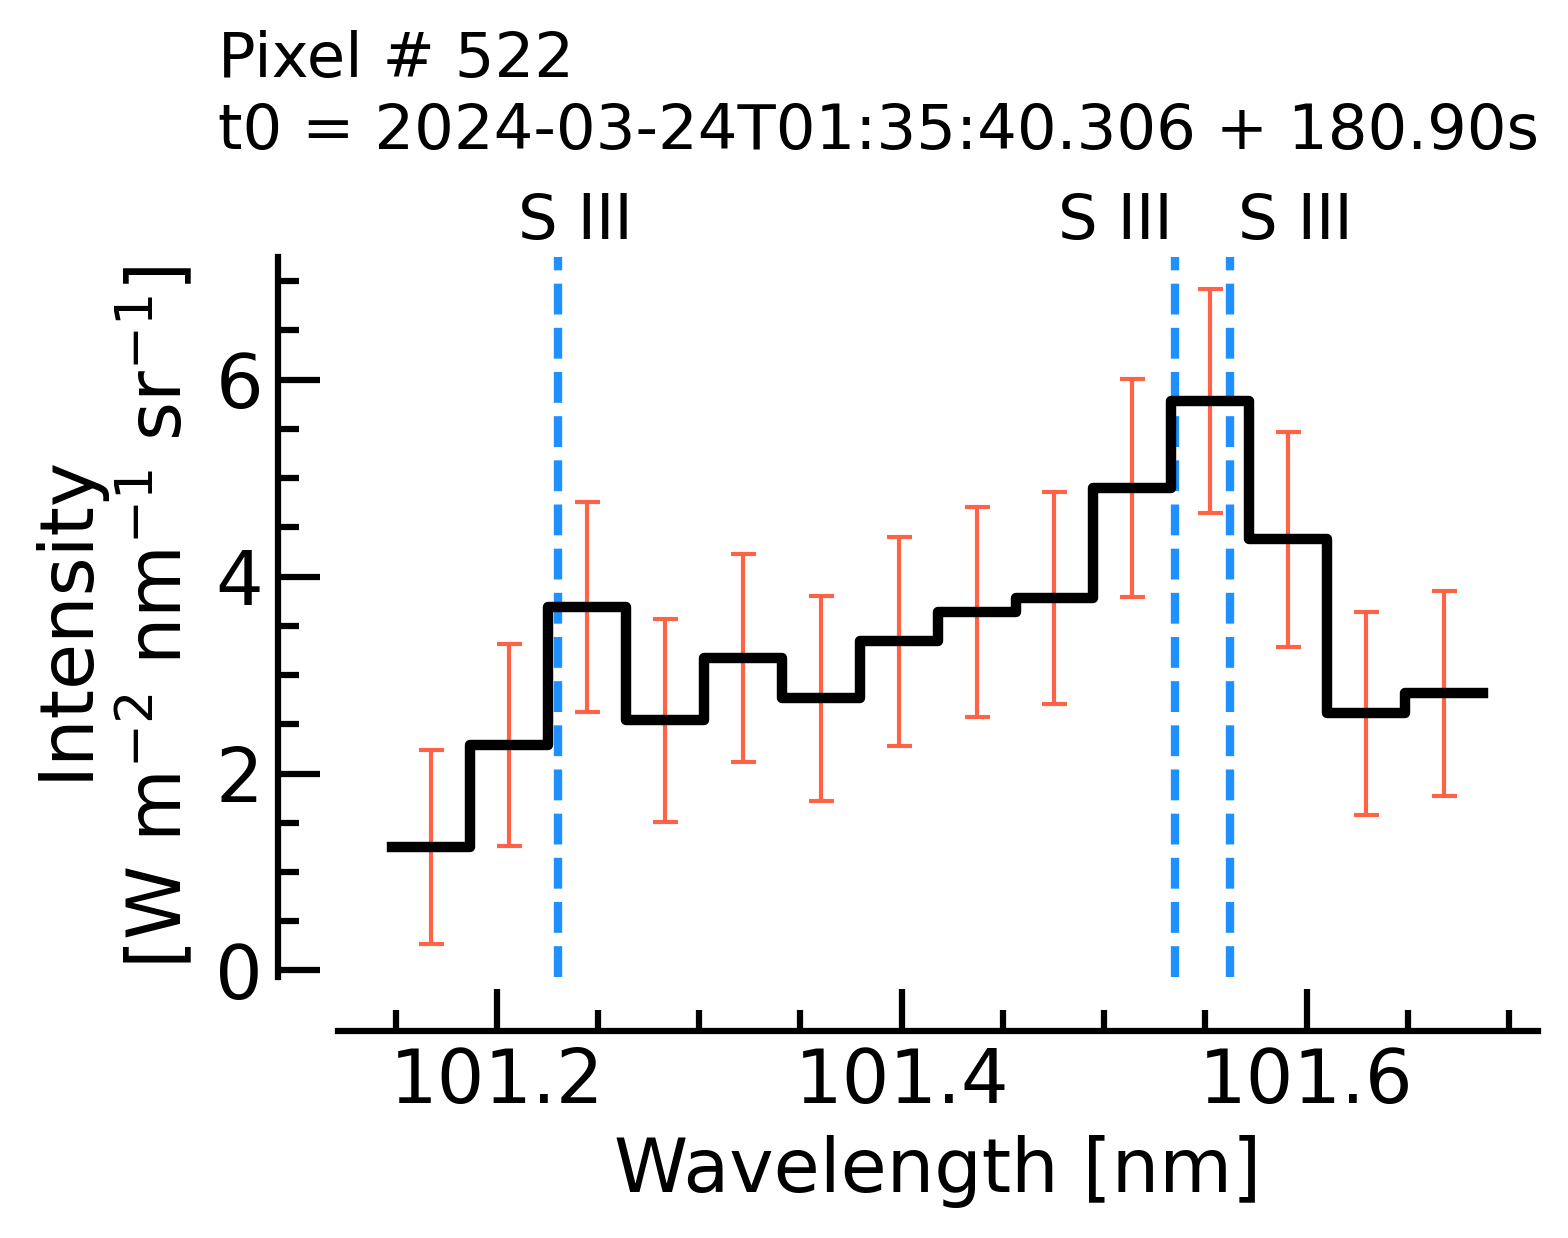 Pixel # 522
t0 = 2024-03-24T01:35:40.306 + 180.90s
S III S III S III
Intensity
[W m⁻² nm⁻¹ sr⁻¹]
6
4
2
0
101.2 101.4 101.6
Wavelength [nm]